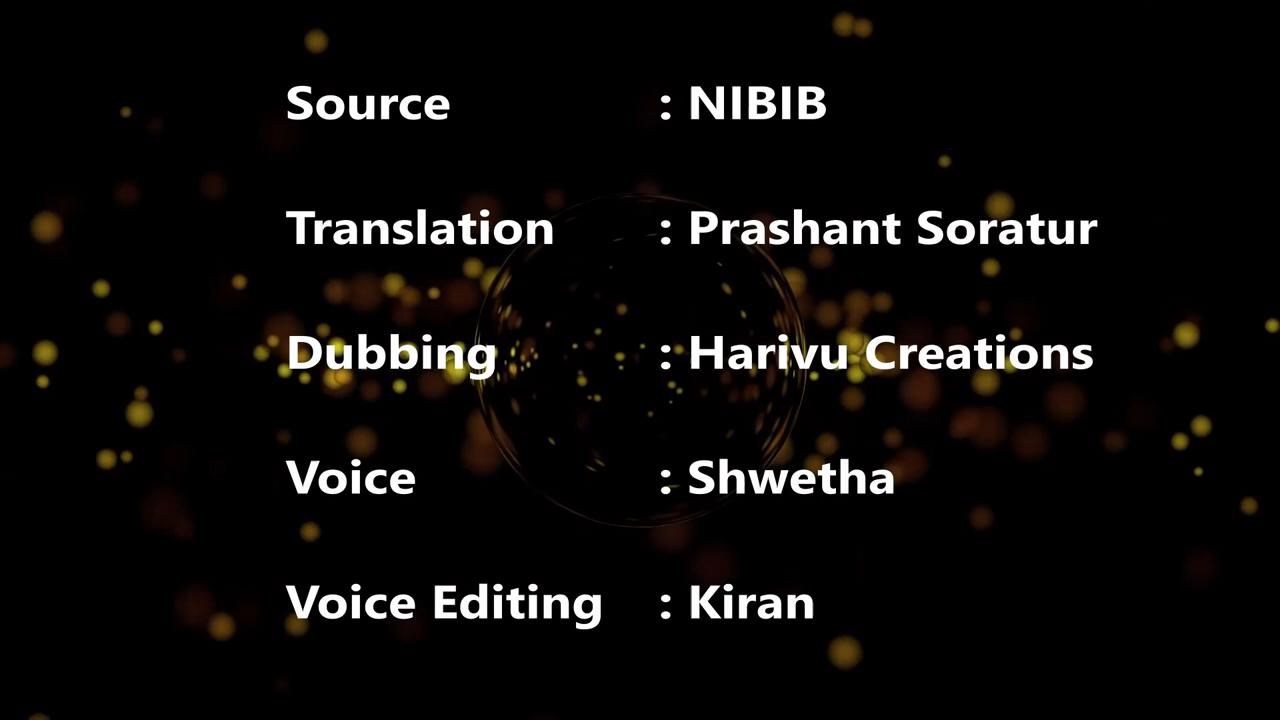 Source : NIBIB
Translation : Prashant Soratur
Dubbing : Harivu Creations
Voice : Shwetha
Voice Editing : Kiran